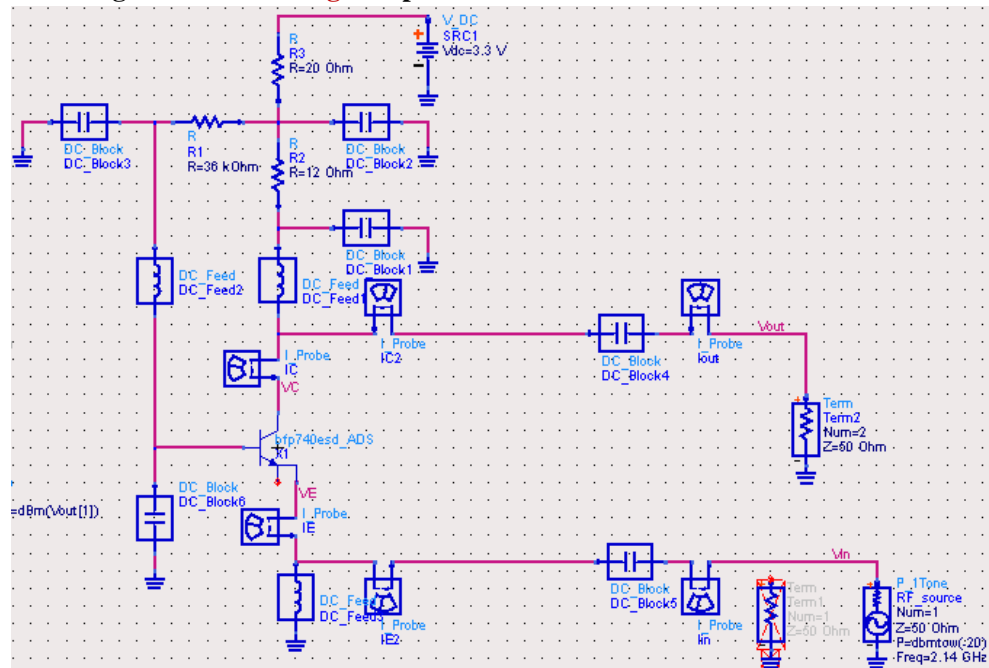 V_DC
SRC1
Vdc=3.3 V
R
R3
R=20 Ohm
DC_Block
DC_Block3
R
R1
R=36 kOhm
R
R2
R=12 Ohm
DC_Block
DC_Block2
DC_Block
DC_Block1
DC_Feed
DC_Feed2
DC_Feed
DC_Feed1
I_Probe
IC2
DC_Block
DC_Block4
I_Probe
Iout
Vout
I_Probe
IC
VC
Term
Term2
Num=2
Z=50 Ohm
bfp740esd_ADS
X1
DC_Block
DC_Block6
=dBm(Vout[1])
VE
I_Probe
IE
DC_Feed
DC_Feed3
I_Probe
IE2
DC_Block
DC_Block5
I_Probe
Iin
Vin
Term
Term1
Num=1
Z=50 Ohm
P_1Tone
RF_source
Num=1
Z=50 Ohm
P=dbmtow(-20)
Freq=2.14 GHz